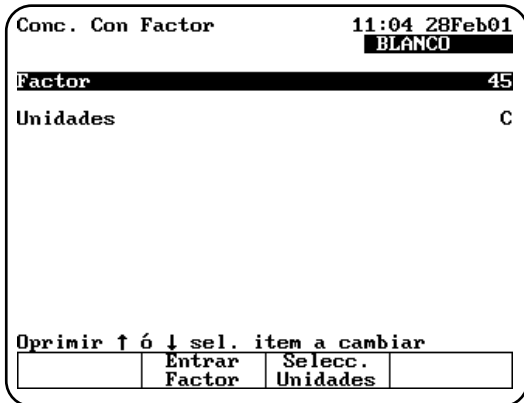 Conc. Con Factor 11:04 28Feb01
BLANCO
Factor 45
Unidades C
Oprimir ↑ ó ↓ sel. item a cambiar
Entrar Selecc.
Factor Unidades